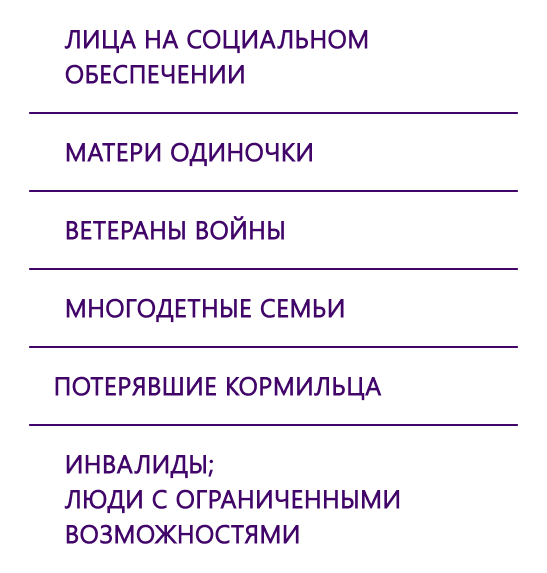 ЛИЦА НА СОЦИАЛЬНОМ
ОБЕСПЕЧЕНИИ
МАТЕРИ ОДИНОЧКИ
ВЕТЕРАНЫ ВОЙНЫ
МНОГОДЕТНЫЕ СЕМЬИ
ПОТЕРЯВШИЕ КОРМИЛЬЦА
ИНВАЛИДЫ;
ЛЮДИ С ОГРАНИЧЕННЫМИ
ВОЗМОЖНОСТЯМИ